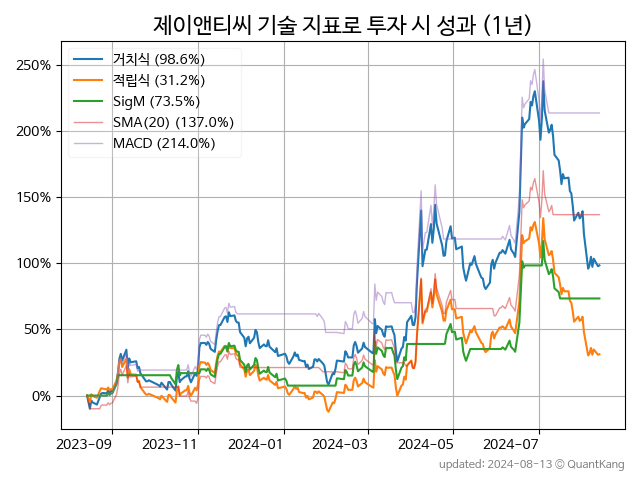 제이앤티씨 기술 지표로 투자 시 성과 (1년)
거치식 (98.6%)
적립식 (31.2%)
SigM (73.5%)
SMA(20) (137.0%)
MACD (214.0%)
250%
200%
150%
100%
50%
0%
2023-09
2023-11
2024-01
2024-03
2024-05
2024-07
updated: 2024-08-13 © QuantKang